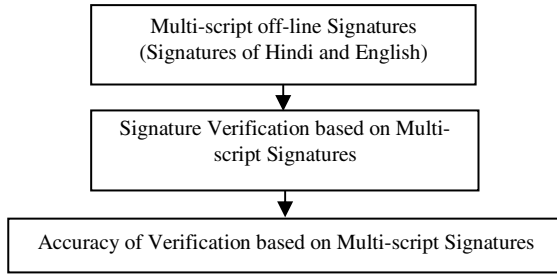 Multi-script off-line Signatures
(Signatures of Hindi and English)
Signature Verification based on Multi-
script Signatures
Accuracy of Verification based on Multi-script Signatures